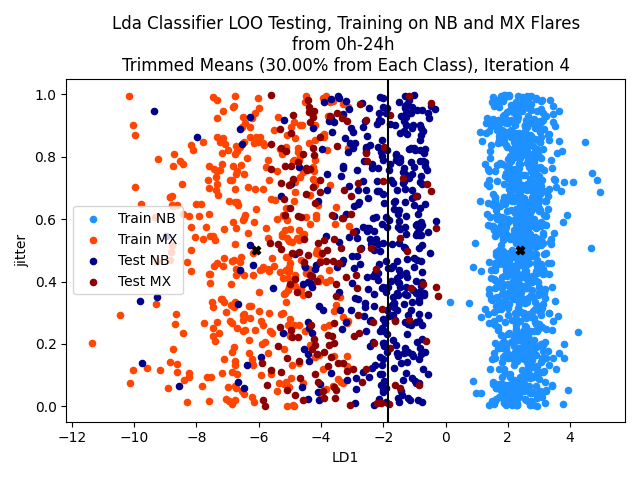 Lda Classifier LOO Testing, Training on NB and MX Flares
from 0h-24h
Trimmed Means (30.00% from Each Class), Iteration 4
1.0
0.8
0.6
0.4
0.2
0.0
jitter
Train NB
Train MX
Test NB
Test MX
−12
−10
−8
−6
−4
−2
0
2
4
LD1